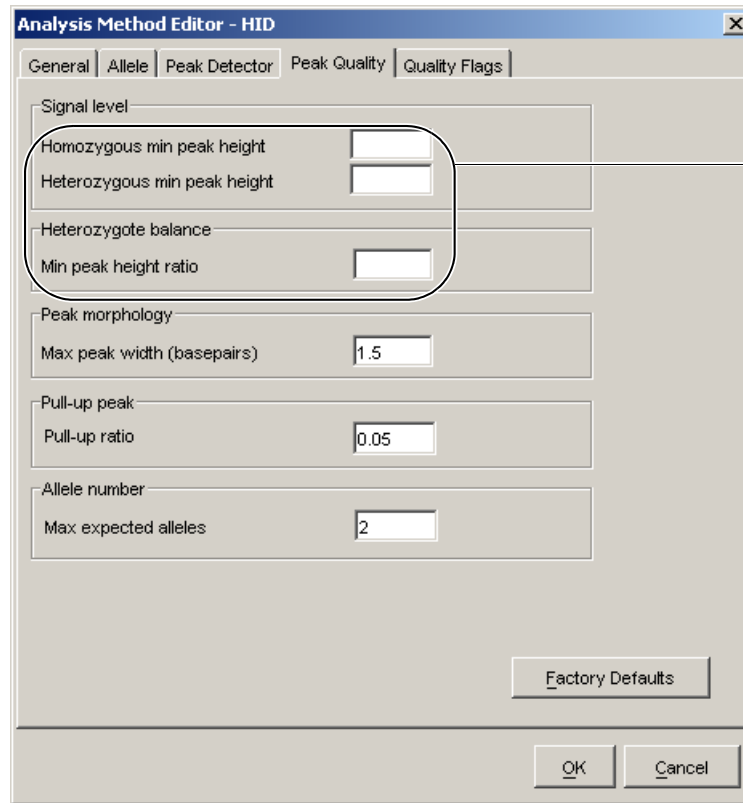 Analysis Method Editor - HID
General Allele Peak Detector Peak Quality Quality Flags
Signal level
Homozygous min peak height
Heterozygous min peak height
Heterozygote balance
Min peak height ratio
Peak morphology
Max peak width (basepairs) 1.5
Pull-up peak
Pull-up ratio 0.05
Allele number
Max expected alleles 2
Factory Defaults
OK Cancel